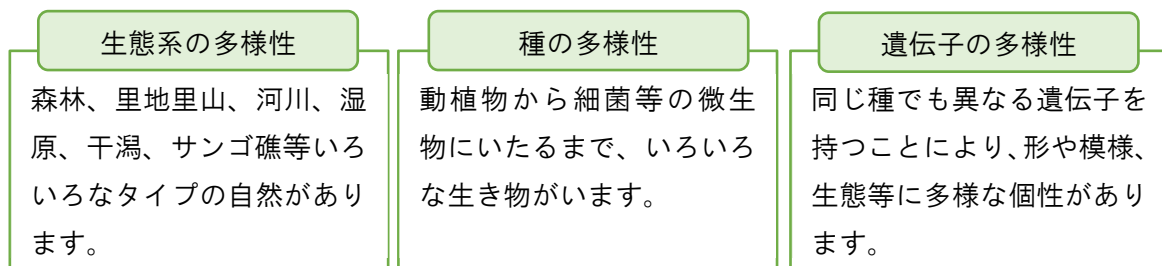 生態系の多様性
森林、里地里山、河川、湿
原、干潟、サンゴ礁等いろ
いろなタイプの自然があり
ます。
種の多様性
動植物から細菌等の微生
物にいたるまで、いろいろ
な生き物がいます。
遺伝子の多様性
同じ種でも異なる遺伝子を
持つことにより、形や模様、
生態等に多様な個性があり
ます。